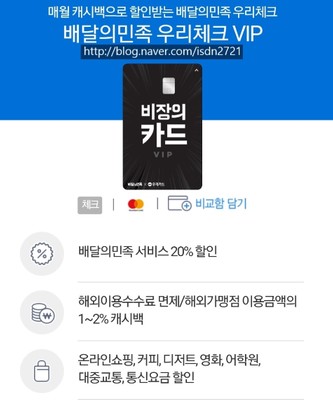 매월 캐시백으로 할인받는 배달의민족 우리체크
배달의민족 우리체크 VIP
http://blog.naver.com/isdn2721
비장의
카드
VIP
배달의민족 우리카드
체크
mastercard
비교함 담기
배달의민족 서비스 20% 할인
해외이용수수료 면제/해외가맹점 이용금액의
1~2% 캐시백
온라인쇼핑, 커피, 디저트, 영화, 어학원,
대중교통, 통신요금 할인